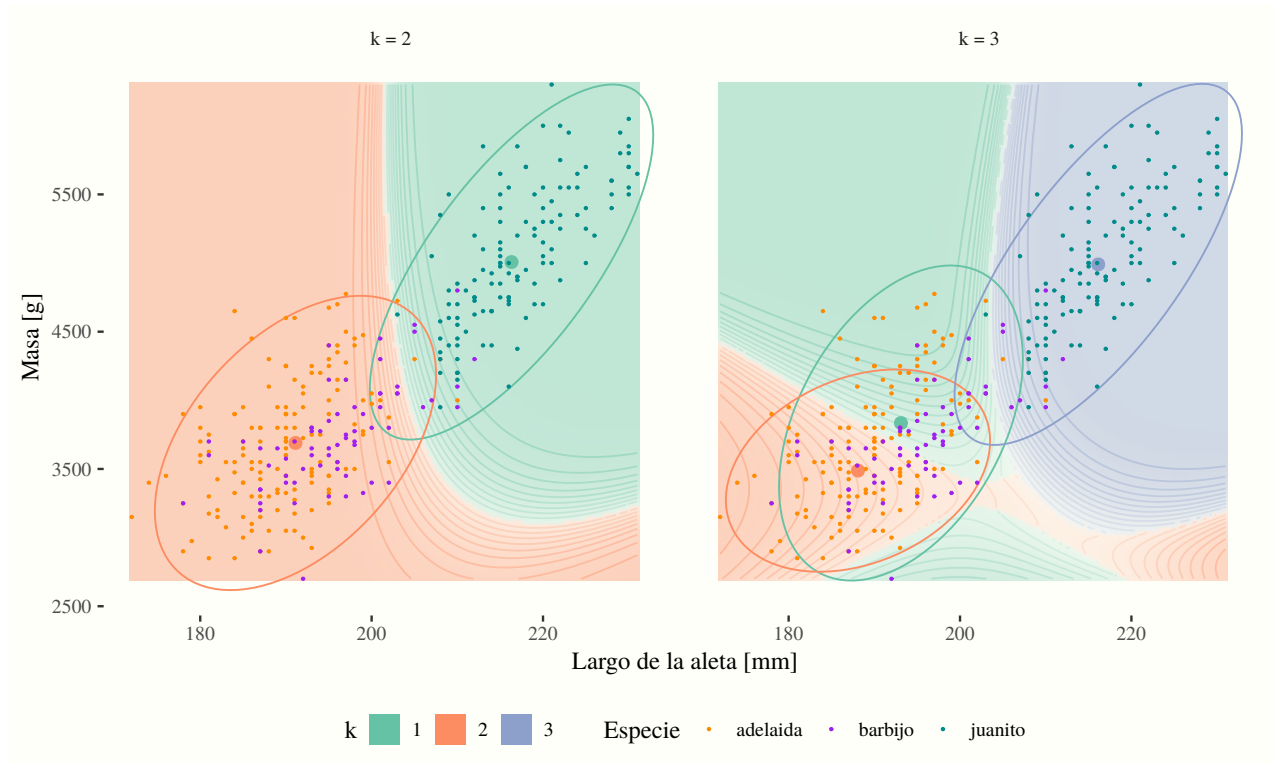 k = 2
k = 3
Masa [g]
5500
4500
3500
2500
180 200 220
180 200 220
Largo de la aleta [mm]
k 1 2 3 Especie adelaida barbijo juanito